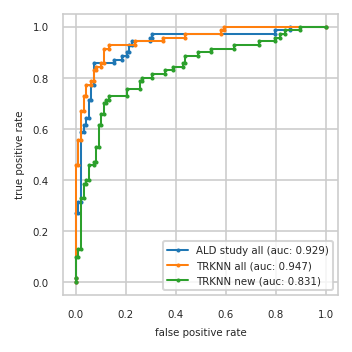 1.0
0.8
0.6
0.4
0.2
0.0
true positive rate
ALD study all (auc: 0.929)
TRKNN all (auc: 0.947)
TRKNN new (auc: 0.831)
0.0 0.2 0.4 0.6 0.8 1.0
false positive rate